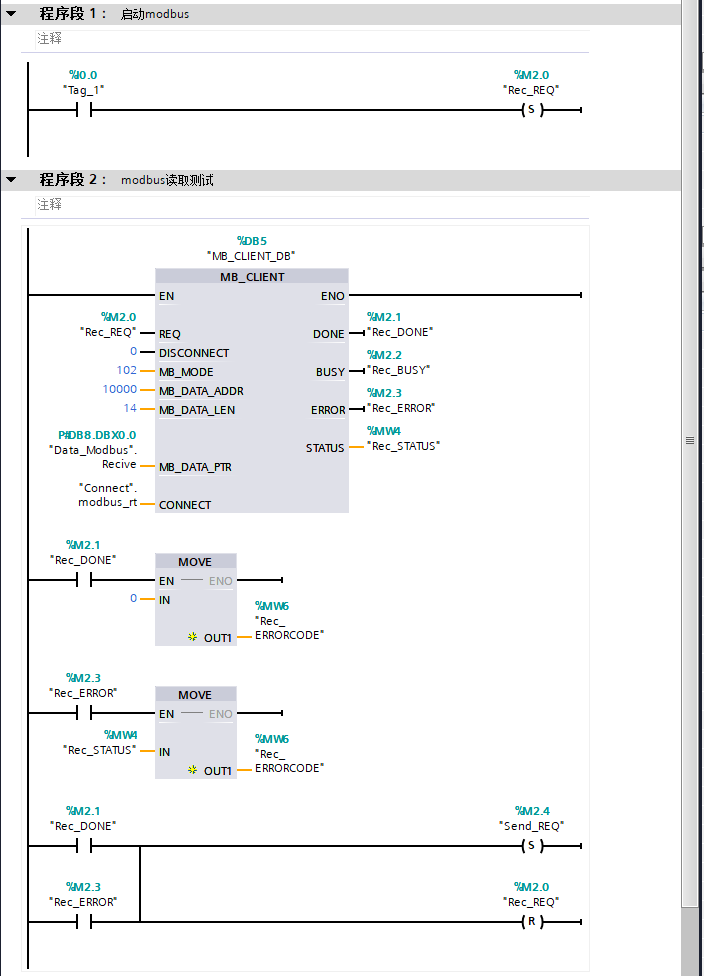 程序段 1： 启动modbus
注释
%I0.0
"Tag_1"
%M2.0
"Rec_REQ"
S
程序段 2： modbus读取测试
注释
%DB5
"MB_CLIENT_DB"
MB_CLIENT
EN ENO
%M2.0
"Rec_REQ" REQ
0 DISCONNECT
102 MB_MODE
10000 MB_DATA_ADDR
14 MB_DATA_LEN
P#DB8.DBX0.0
"Data_Modbus".
Recive MB_DATA_PTR
"Connect".
modbus_rt CONNECT
%M2.1
DONE "Rec_DONE"
%M2.2
BUSY "Rec_BUSY"
%M2.3
ERROR "Rec_ERROR"
%MW4
STATUS "Rec_STATUS"
%M2.1
"Rec_DONE"
MOVE
EN ENO
0 IN
%MW6
"Rec_
OUT1 ERRORCODE"
%M2.3
"Rec_ERROR"
MOVE
EN ENO
%MW4
"Rec_STATUS" IN
%MW6
"Rec_
OUT1 ERRORCODE"
%M2.1
"Rec_DONE"
%M2.4
"Send_REQ"
S
%M2.3
"Rec_ERROR"
%M2.0
"Rec_REQ"
R